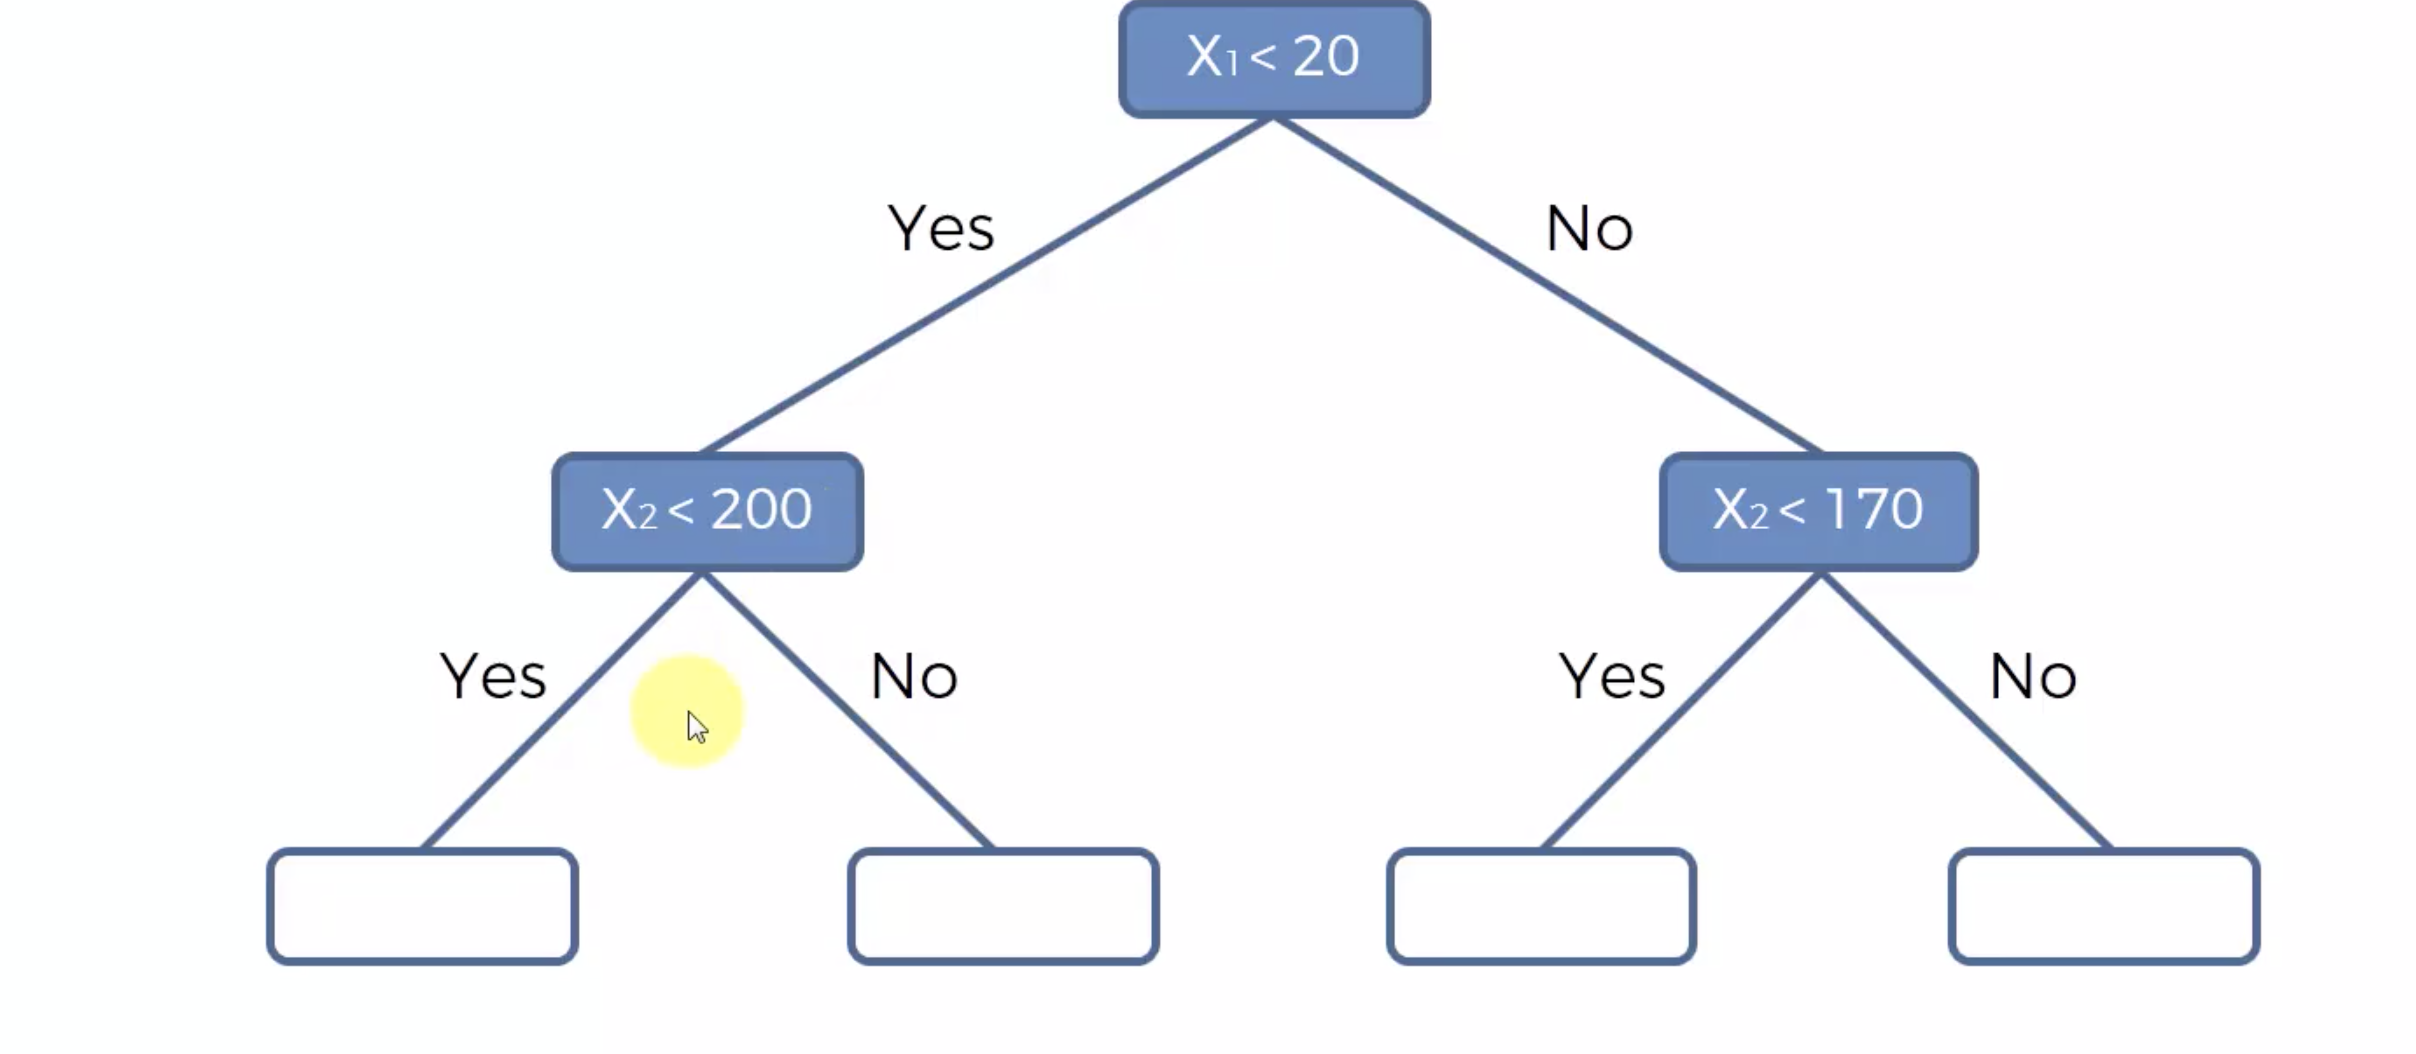 X₁ < 20
Yes
No
X₂ < 200
X₂ < 170
Yes
No
Yes
No